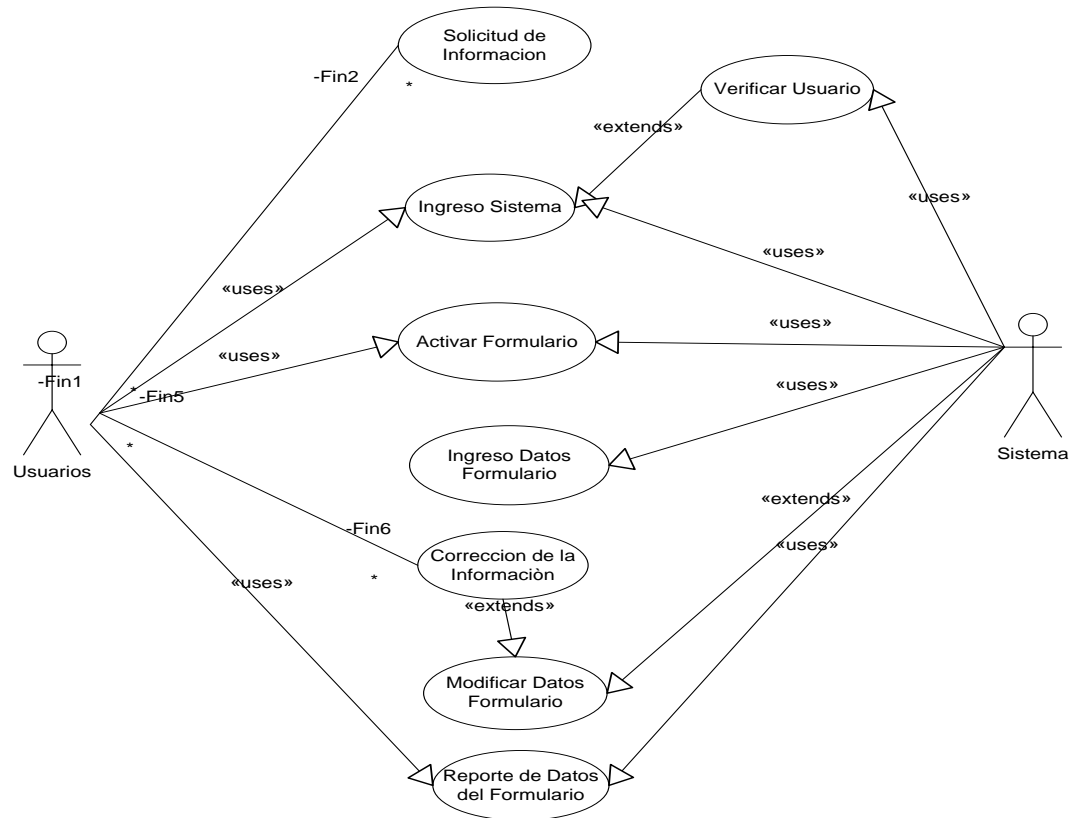 Solicitud de
Informacion
-Fin2
*
Verificar Usuario
«extends»
Ingreso Sistema
«uses»
«uses»
«uses»
Activar Formulario
«uses»
«uses»
«uses»
-Fin1
*
-Fin5
*
Usuarios
Sistema
Ingreso Datos
Formulario
«extends»
-Fin6
«uses»
Correccion de la
Informaciòn
*
«uses»
«extends»
Modificar Datos
Formulario
Reporte de Datos
del Formulario